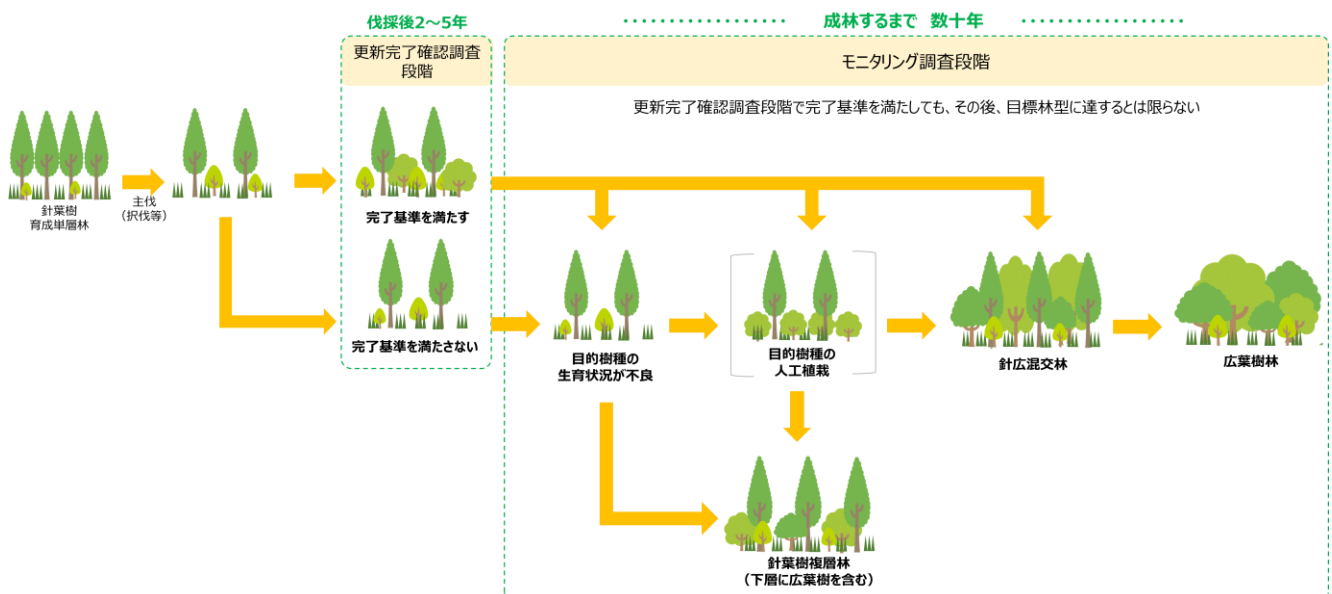 伐採後2～5年
成林するまで 数十年
更新完了確認調査
段階
モニタリング調査段階
更新完了確認調査段階で完了基準を満たしても、その後、目標林型に達するとは限らない
針葉樹
育成単層林
主伐
（択伐等）
完了基準を満たす
完了基準を満たさない
目的樹種の
生育状況が不良
目的樹種の
人工植栽
針広混交林
広葉樹林
針葉樹複層林
（下層に広葉樹を含む）